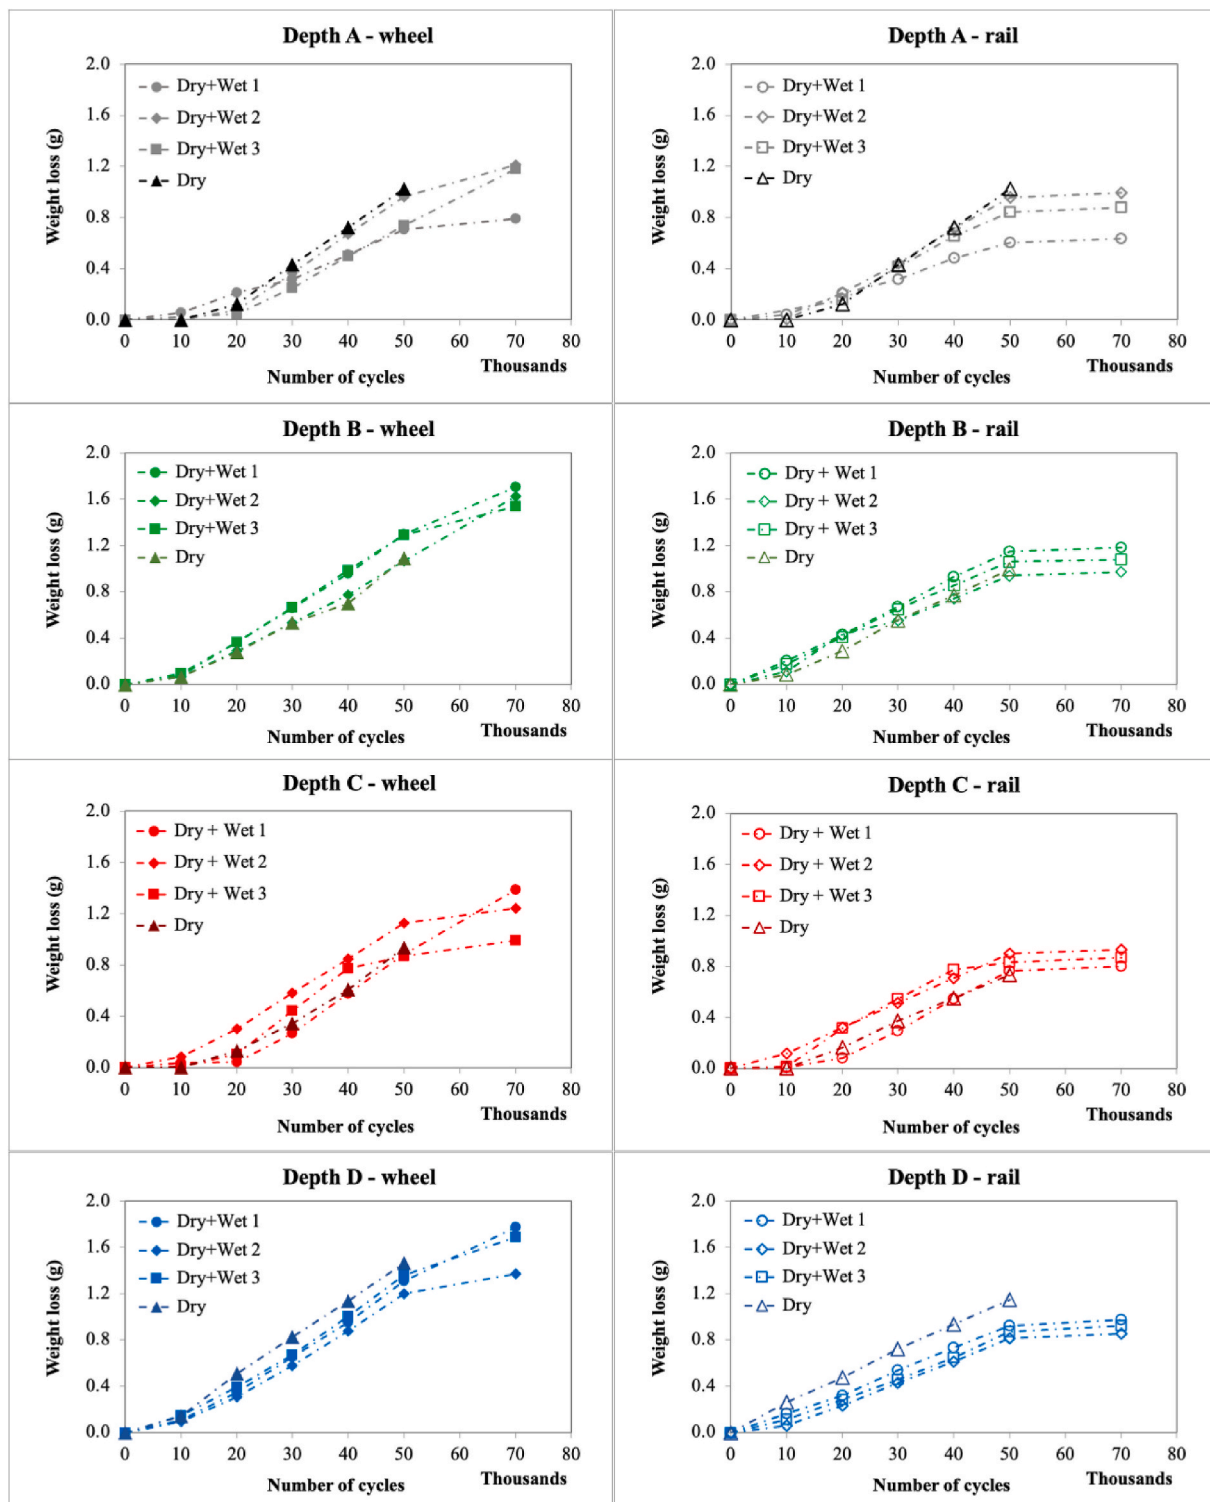 Depth A - wheel
Weight loss (g)
2.0
1.6
1.2
0.8
0.4
0.0
Dry+Wet 1
Dry+Wet 2
Dry+Wet 3
Dry
0 10 20 30 40 50 60 70 80
Thousands
Number of cycles
Depth A - rail
Weight loss (g)
2.0
1.6
1.2
0.8
0.4
0.0
Dry+Wet 1
Dry+Wet 2
Dry+Wet 3
Dry
0 10 20 30 40 50 60 70 80
Thousands
Number of cycles
Depth B - wheel
Weight loss (g)
2.0
1.6
1.2
0.8
0.4
0.0
Dry+Wet 1
Dry+Wet 2
Dry+Wet 3
Dry
0 10 20 30 40 50 60 70 80
Thousands
Number of cycles
Depth B - rail
Weight loss (g)
2.0
1.6
1.2
0.8
0.4
0.0
Dry + Wet 1
Dry + Wet 2
Dry + Wet 3
Dry
0 10 20 30 40 50 60 70 80
Thousands
Number of cycles
Depth C - wheel
Weight loss (g)
2.0
1.6
1.2
0.8
0.4
0.0
Dry + Wet 1
Dry + Wet 2
Dry + Wet 3
Dry
0 10 20 30 40 50 60 70 80
Thousands
Number of cycles
Depth C - rail
Weight loss (g)
2.0
1.6
1.2
0.8
0.4
0.0
Dry + Wet 1
Dry + Wet 2
Dry + Wet 3
Dry
0 10 20 30 40 50 60 70 80
Thousands
Number of cycles
Depth D - wheel
Weight loss (g)
2.0
1.6
1.2
0.8
0.4
0.0
Dry+Wet 1
Dry+Wet 2
Dry+Wet 3
Dry
0 10 20 30 40 50 60 70 80
Thousands
Number of cycles
Depth D - rail
Weight loss (g)
2.0
1.6
1.2
0.8
0.4
0.0
Dry+Wet 1
Dry+Wet 2
Dry+Wet 3
Dry
0 10 20 30 40 50 60 70 80
Thousands
Number of cycles